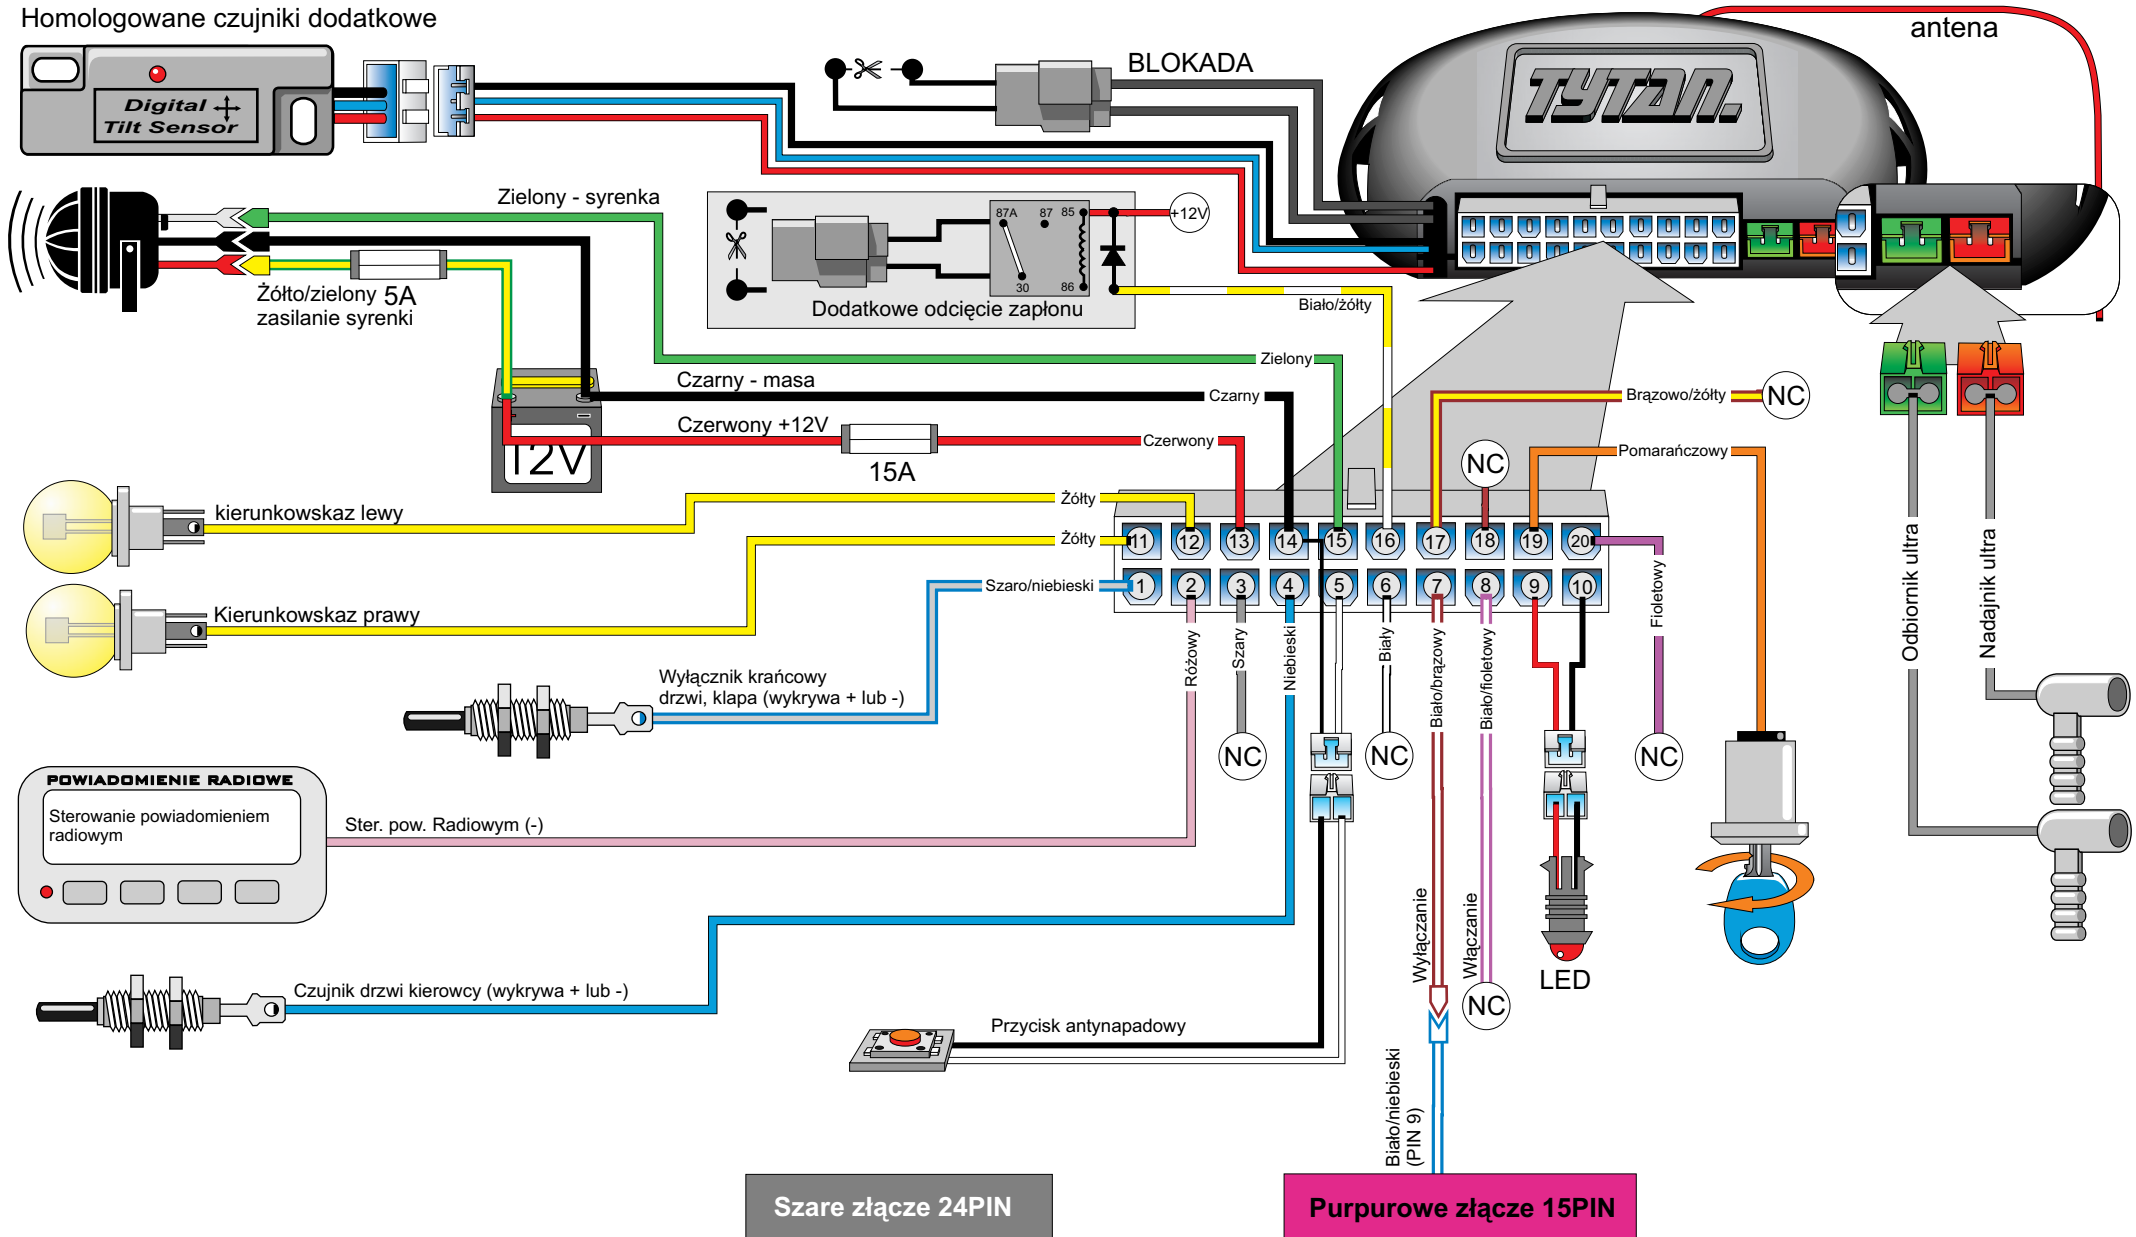 Homologowane czujniki dodatkowe
antena
BLOKADA
TYTAN.
Digital
Tilt Sensor
Zielony - syrenka
87A
87
85
+12V
30
86
Dodatkowe odcięcie zapłonu
Biało/żółty
Żółto/zielony 5A
zasilanie syrenki
Zielony
Czarny - masa
Czarny
Czerwony +12V
Czerwony
12V
15A
Brązowo/żółty
NC
NC
Pomarańczowy
kierunkowskaz lewy
Żółty
Żółty
11
12
13
14
15
16
17
18
19
20
Szaro/niebieski
1
2
3
4
5
6
7
8
9
10
Kierunkowskaz prawy
Różowy
Szary
Niebieski
Biały
Biało/brązowy
Biało/fioletowy
Fioletowy
Odbiornik ultra
Nadajnik ultra
Wyłącznik krańcowy
drzwi, klapa (wykrywa + lub -)
NC
NC
NC
POWIADOMIENIE RADIOWE
Sterowanie powiadomieniem
radiowym
Ster. pow. Radiowym (-)
Wyłączanie
Włączanie
LED
NC
Czujnik drzwi kierowcy (wykrywa + lub -)
Przycisk antynapadowy
Biało/niebieski
(PIN 9)
Szare złącze 24PIN
Purpurowe złącze 15PIN